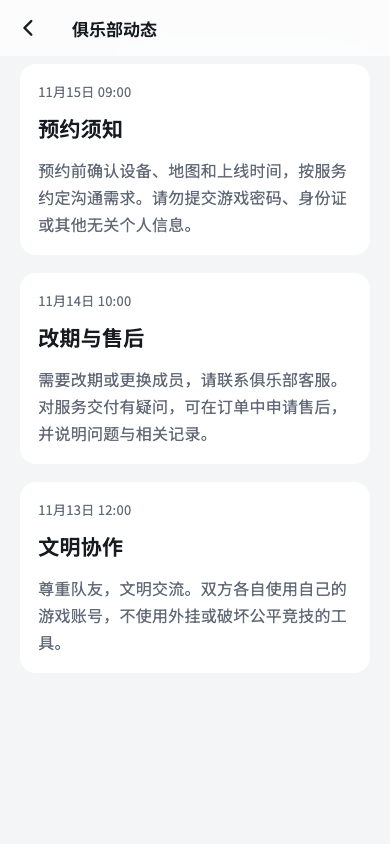 俱乐部动态
11月15日 09:00
预约须知
预约前确认设备、地图和上线时间，按服务
约定沟通需求。请勿提交游戏密码、身份证
或其他无关个人信息。
11月14日 10:00
改期与售后
需要改期或更换成员，请联系俱乐部客服。
对服务交付有疑问，可在订单中申请售后，
并说明问题与相关记录。
11月13日 12:00
文明协作
尊重队友，文明交流。双方各自使用自己的
游戏账号，不使用外挂或破坏公平竞技的工
具。